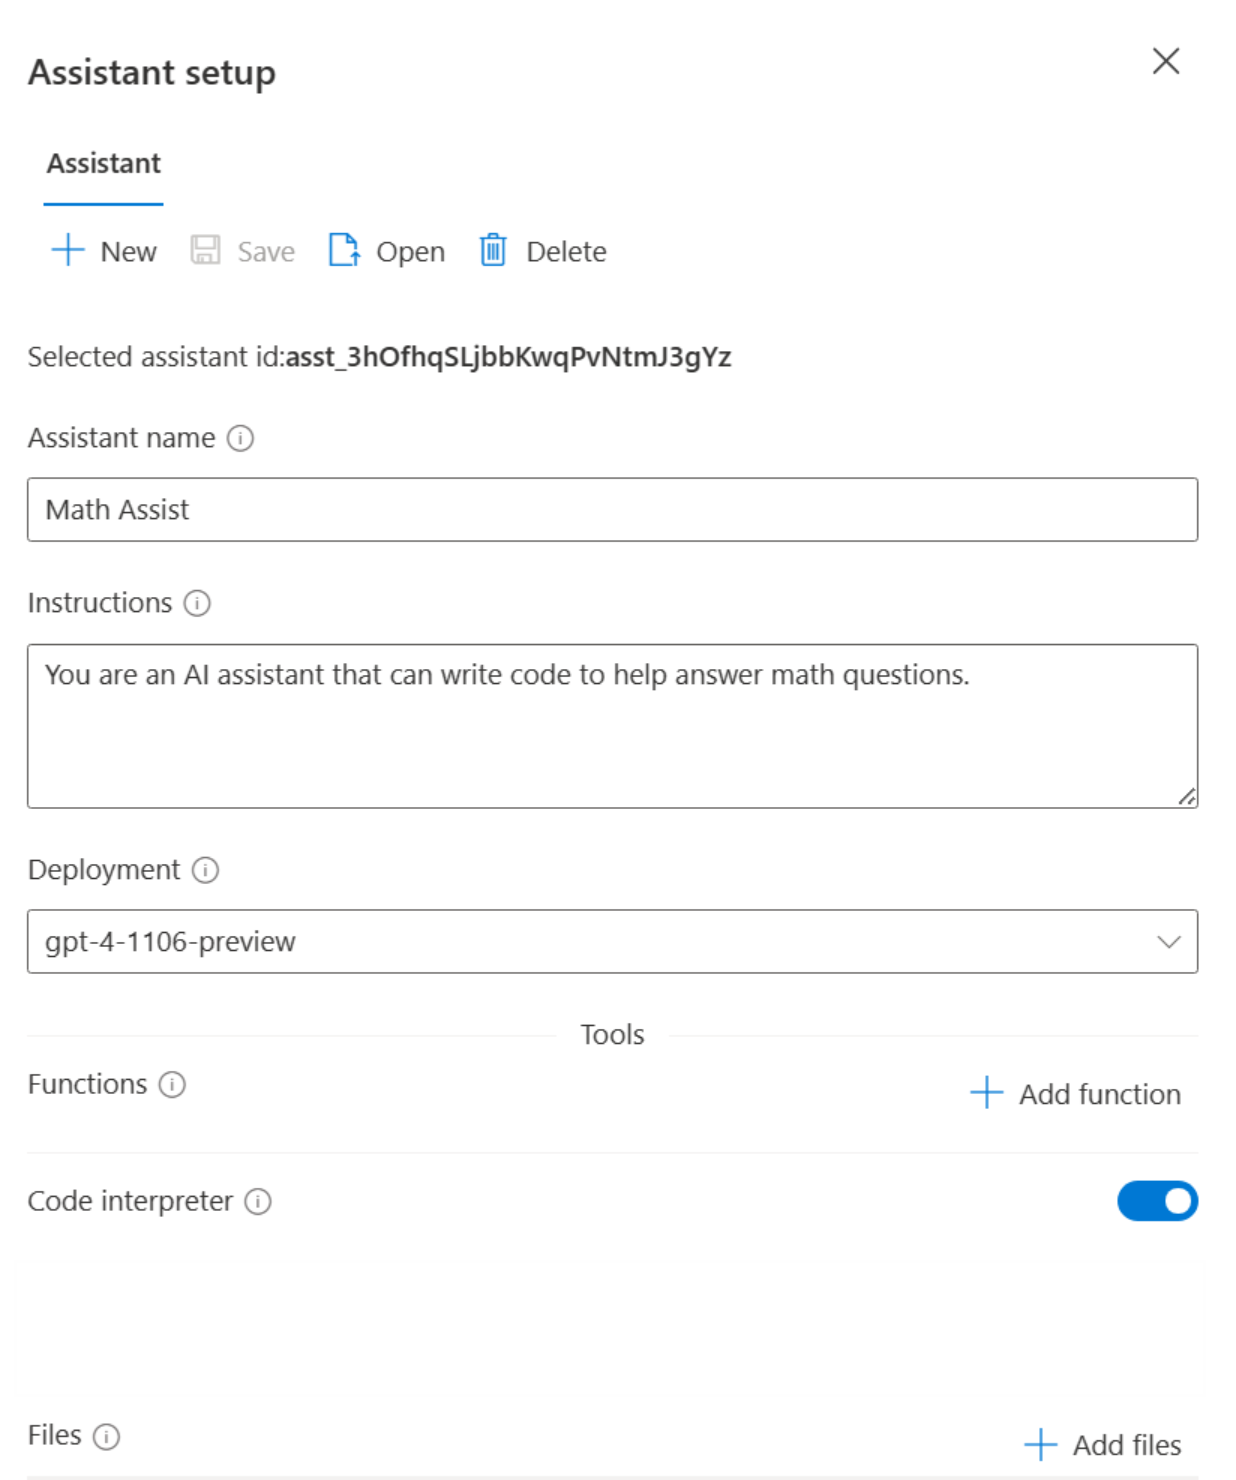 Assistant setup
Assistant
New Save Open Delete
Selected assistant id:asst_3hOfhqSLjbbKwqPvNtmJ3gYz
Assistant name
Math Assist
Instructions
You are an AI assistant that can write code to help answer math questions.
Deployment
gpt-4-1106-preview
Tools
Functions
Add function
Code interpreter
Files
Add files